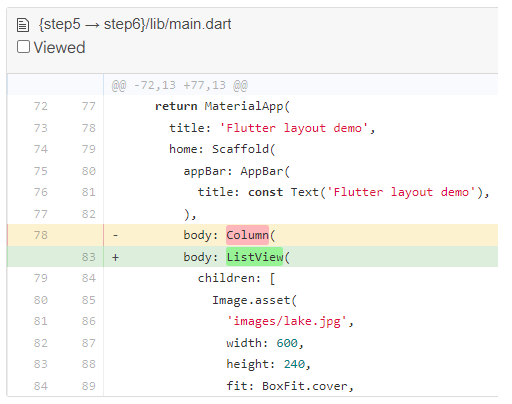 {step5 → step6}/lib/main.dart
Viewed
@@ -72,13 +77,13 @@
72 77 return MaterialApp(
73 78 title: 'Flutter layout demo',
74 79 home: Scaffold(
75 80 appBar: AppBar(
76 81 title: const Text('Flutter layout demo'),
77 82 ),
78 - body: Column(
83 + body: ListView(
79 84 children: [
80 85 Image.asset(
81 86 'images/lake.jpg',
82 87 width: 600,
83 88 height: 240,
84 89 fit: BoxFit.cover,